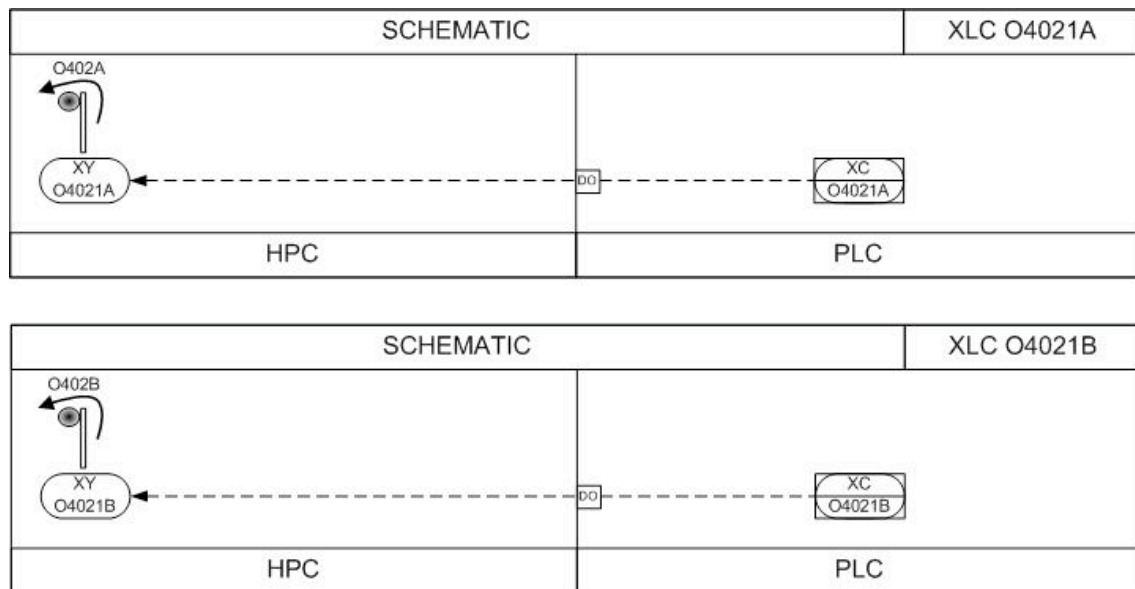 SCHEMATIC XLC O4021A
O402A
XY
O4021A
DO
XC
O4021A
HPC PLC
SCHEMATIC XLC O4021B
O402B
XY
O4021B
DO
XC
O4021B
HPC PLC